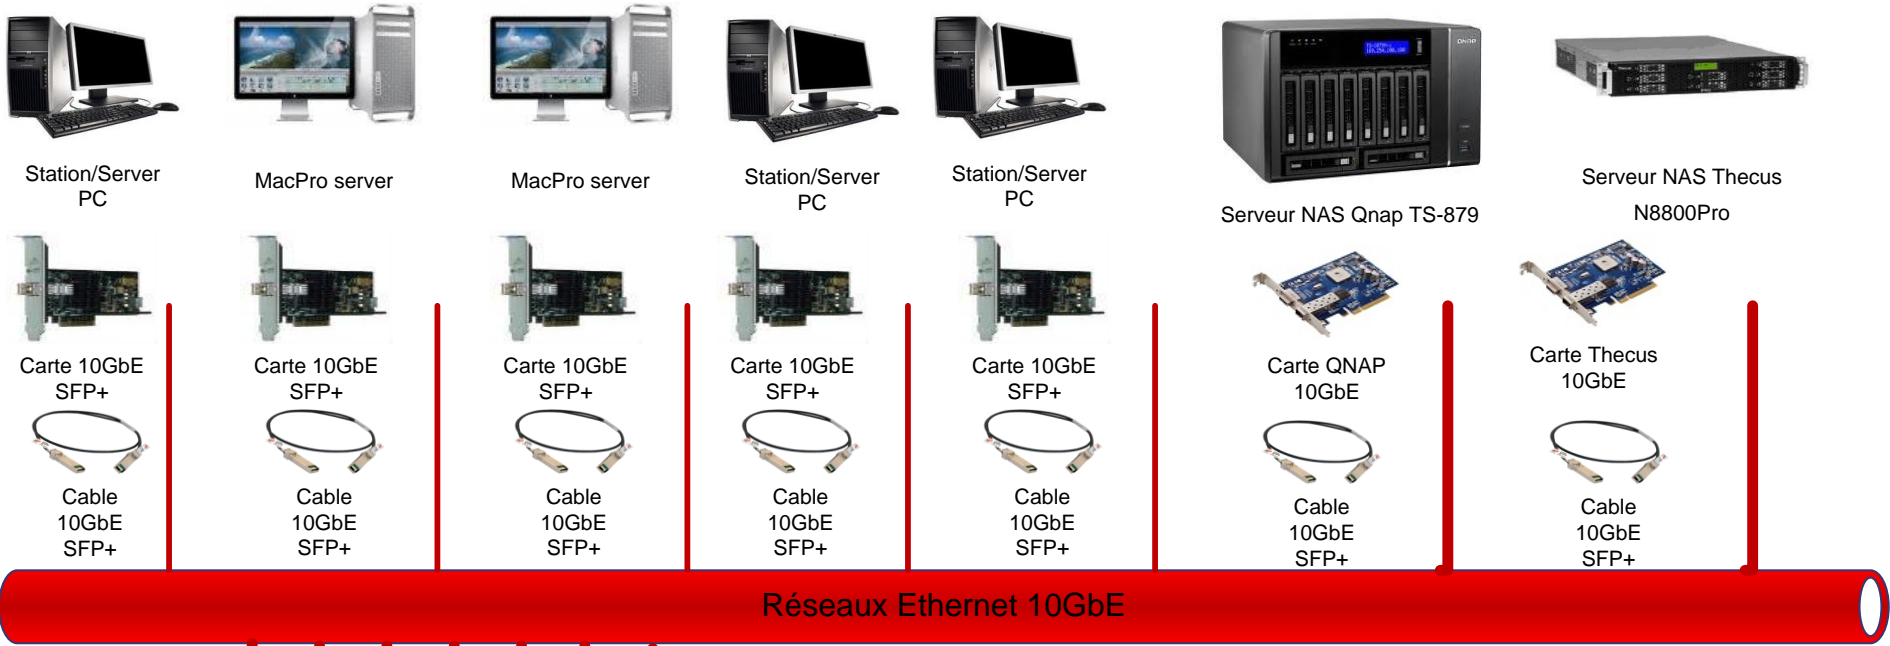 Station/Server
PC
MacPro server
MacPro server
Station/Server
PC
Station/Server
PC
QNAP
Serveur NAS Qnap TS-879
Serveur NAS Thecus
N8800Pro
Carte 10GbE
SFP+
Carte 10GbE
SFP+
Carte 10GbE
SFP+
Carte 10GbE
SFP+
Carte 10GbE
SFP+
Carte QNAP
10GbE
Carte Thecus
10GbE
Cable
10GbE
SFP+
Cable
10GbE
SFP+
Cable
10GbE
SFP+
Cable
10GbE
SFP+
Cable
10GbE
SFP+
Cable
10GbE
SFP+
Cable
10GbE
SFP+
Réseaux Ethernet 10GbE